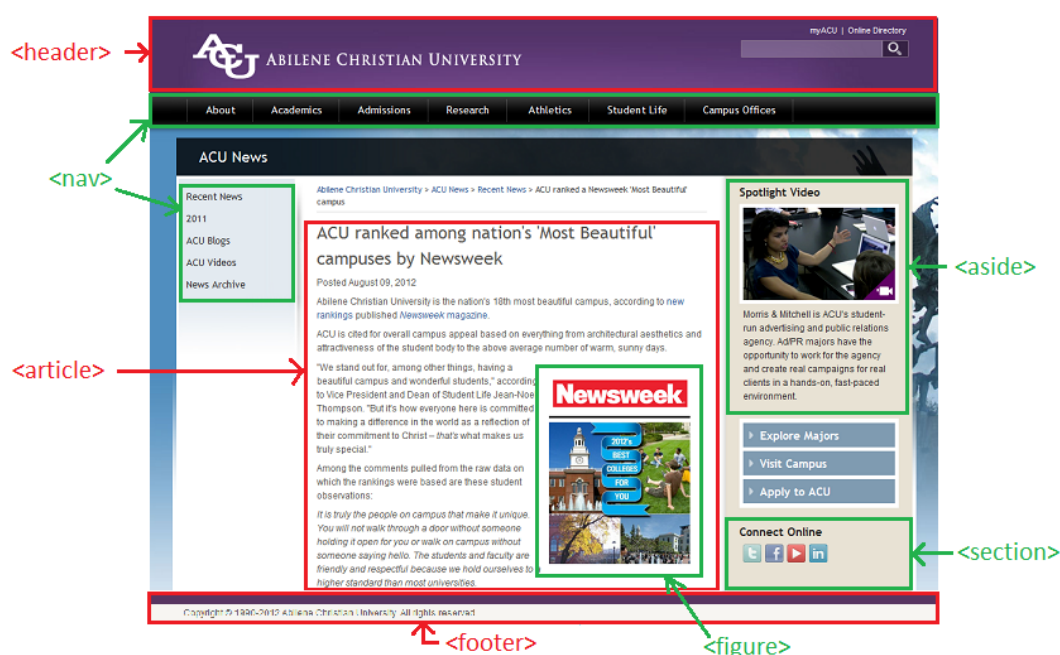 <header>
ACU ABILENE CHRISTIAN UNIVERSITY
myACU | Online Directory
About Academics Admissions Research Athletics Student Life Campus Offices
ACU News
<nav>
Recent News
2011
ACU Blogs
ACU Videos
News Archive
Abilene Christian University > ACU News > Recent News > ACU ranked a Newsweek 'Most Beautiful'
campus
<article>
ACU ranked among nation's 'Most Beautiful'
campuses by Newsweek
Posted August 09, 2012
Abilene Christian University is the nation's 18th most beautiful campus, according to new
rankings published Newsweek magazine.
ACU is cited for overall campus appeal based on everything from architectural aesthetics and
attractiveness of the student body to the above average number of warm, sunny days.
"We stand out for, among other things, having a
beautiful campus and wonderful students," according
to Vice President and Dean of Student Life Jean-Noel
Thompson. "But it's how everyone here is committed
to making a difference in the world as a reflection of
their commitment to Christ – that's what makes us
truly special."
Among the comments pulled from the raw data on
which the rankings were based are these student
observations:
It is truly the people on campus that make it unique.
You will not walk through a door without someone
holding it open for you or walk on campus without
someone saying hello. The students and faculty are
friendly and respectful because we hold ourselves to
higher standard than most universities.
Newsweek
2012's
BEST
COLLEGES
FOR
YOU
<figure>
Spotlight Video
<aside>
Morris & Mitchell is ACU's student-
run advertising and public relations
agency. Ad/PR majors have the
opportunity to work for the agency
and create real campaigns for real
clients in a hands-on, fast-paced
environment.
Explore Majors
Visit Campus
Apply to ACU
Connect Online
t f in
<section>
Copyright © 1990-2012 Abilene Christian University. All rights reserved
<footer>